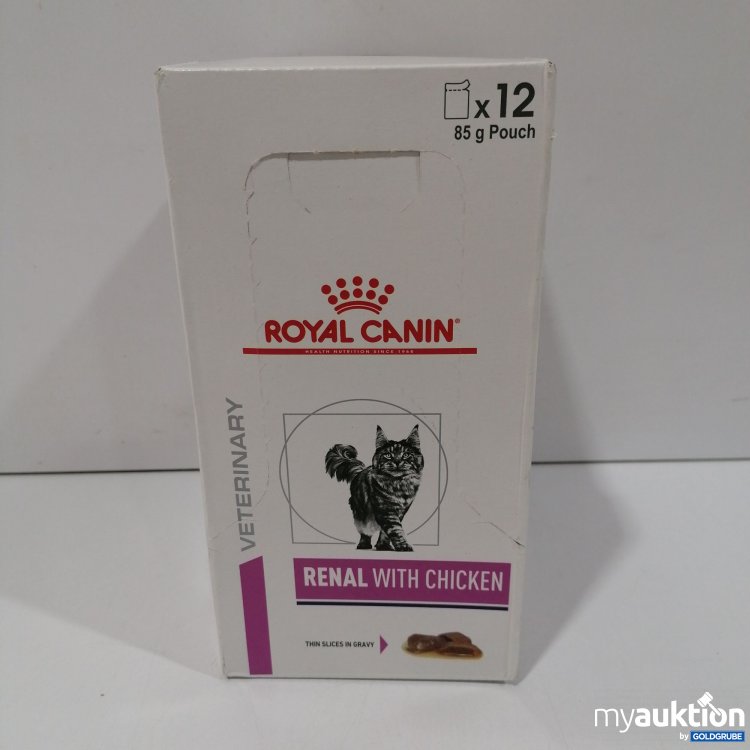 x12
85 g Pouch
ROYAL CANIN®
HEALTH NUTRITION SINCE 1968
VETERINARY
RENAL WITH CHICKEN
THIN SLICES IN GRAVY
myauktion
by GOLDGRUBE